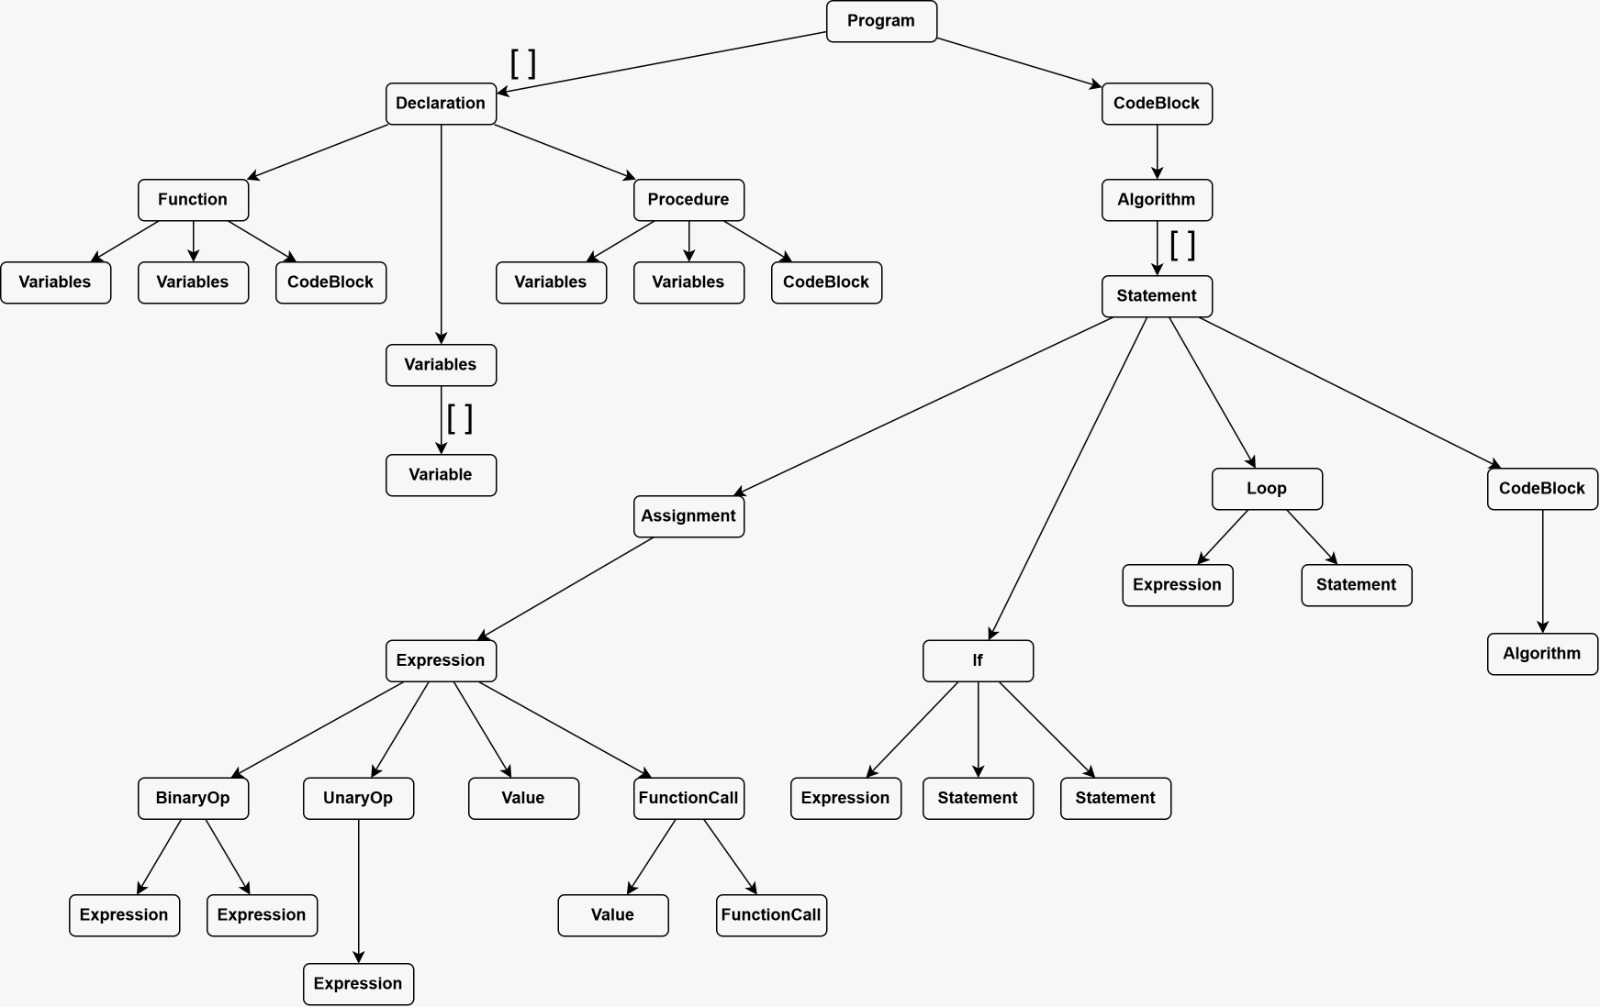 Program
[ ]
Declaration
CodeBlock
Function
Procedure
Algorithm
[ ]
Variables
Variables
CodeBlock
Variables
Variables
CodeBlock
Statement
Variables
[ ]
Variable
Loop
CodeBlock
Assignment
Expression
Statement
Expression
If
Algorithm
BinaryOp
UnaryOp
Value
FunctionCall
Expression
Statement
Statement
Expression
Expression
Value
FunctionCall
Expression